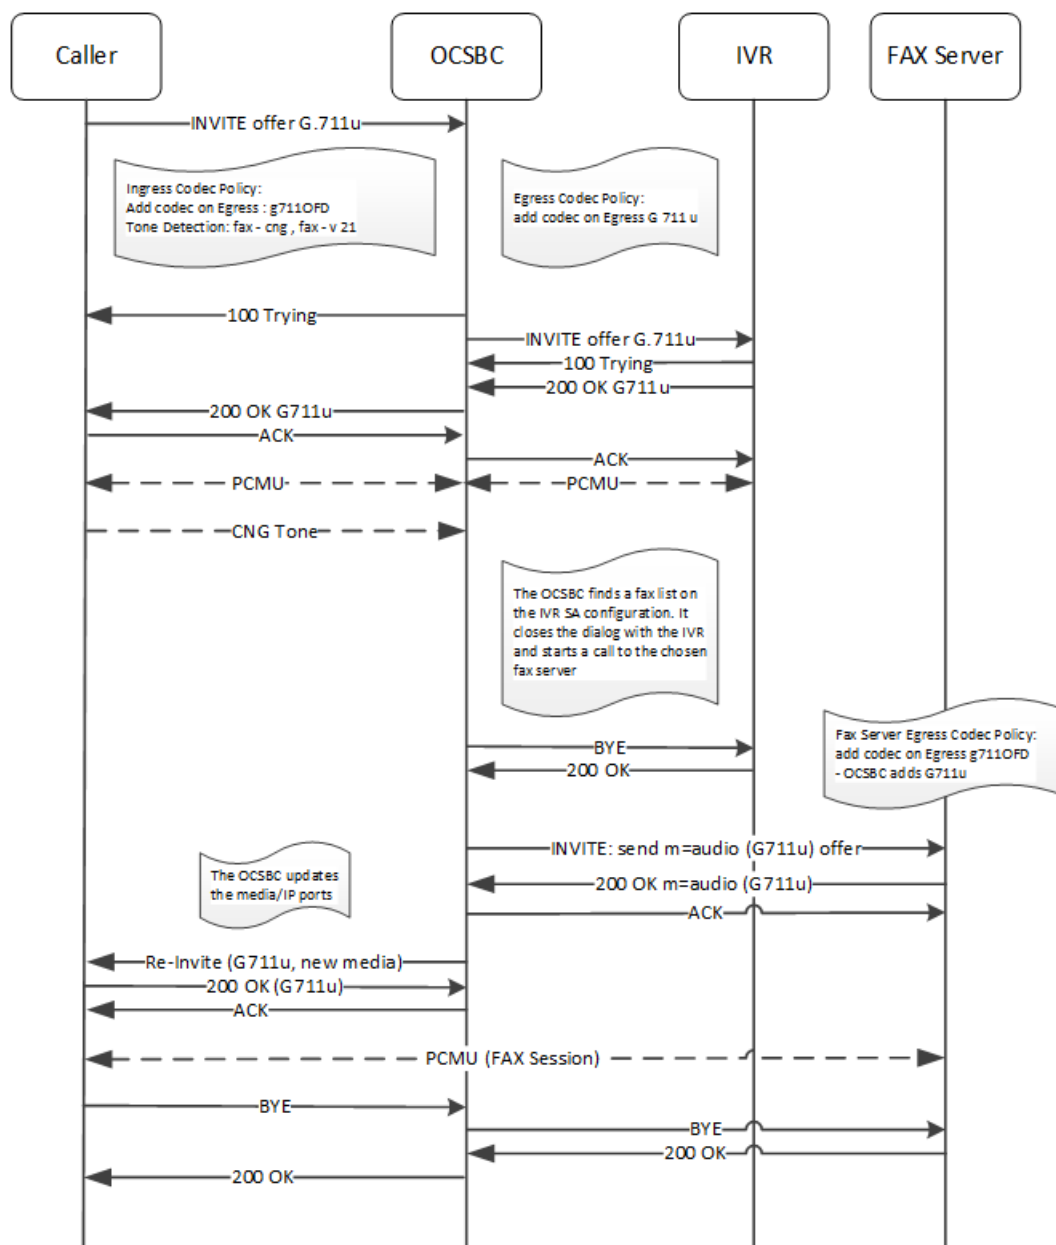 Caller
OCSBC
IVR
FAX Server
INVITE offer G.711u
Ingress Codec Policy:
Add codec on Egress : g711OFD
Tone Detection: fax - cng , fax - v 21
Egress Codec Policy:
add codec on Egress G 711 u
100 Trying
INVITE offer G.711u
100 Trying
200 OK G711u
200 OK G711u
ACK
ACK
PCMU
PCMU
CNG Tone
The OCSBC finds a fax list on
the IVR SA configuration. It
closes the dialog with the IVR
and starts a call to the chosen
fax server
Fax Server Egress Codec Policy:
add codec on Egress g711OFD
- OCSBC adds G711u
BYE
200 OK
INVITE: send m=audio (G711u) offer
The OCSBC updates
the media/IP ports
200 OK m=audio (G711u)
ACK
Re-Invite (G711u, new media)
200 OK (G711u)
ACK
PCMU (FAX Session)
BYE
BYE
200 OK
200 OK